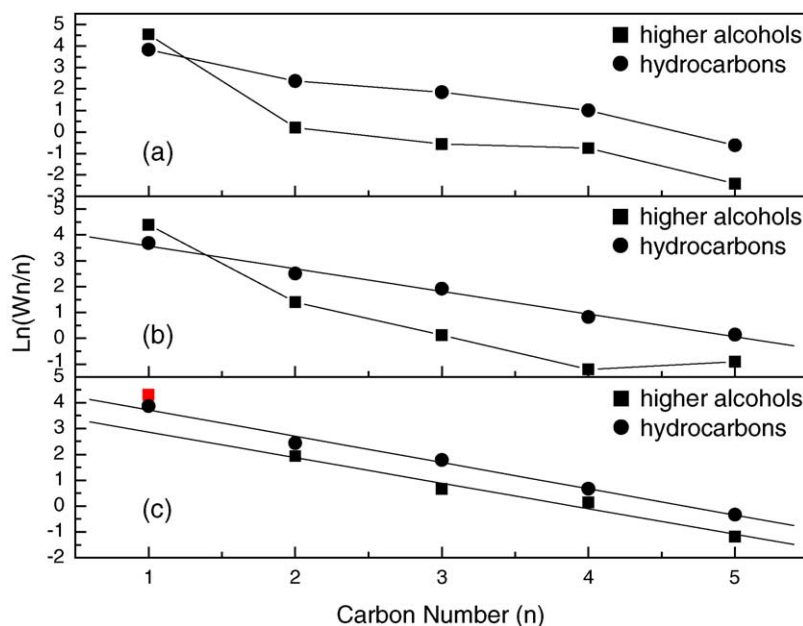 5
4
3
2
1
0
-1
-2
-3
(a)
■ higher alcohols
● hydrocarbons
5
4
3
2
1
0
-1
(b)
■ higher alcohols
● hydrocarbons
Ln(Wn/n)
5
4
3
2
1
0
-1
-2
(c)
■ higher alcohols
● hydrocarbons
1 2 3 4 5
Carbon Number (n)